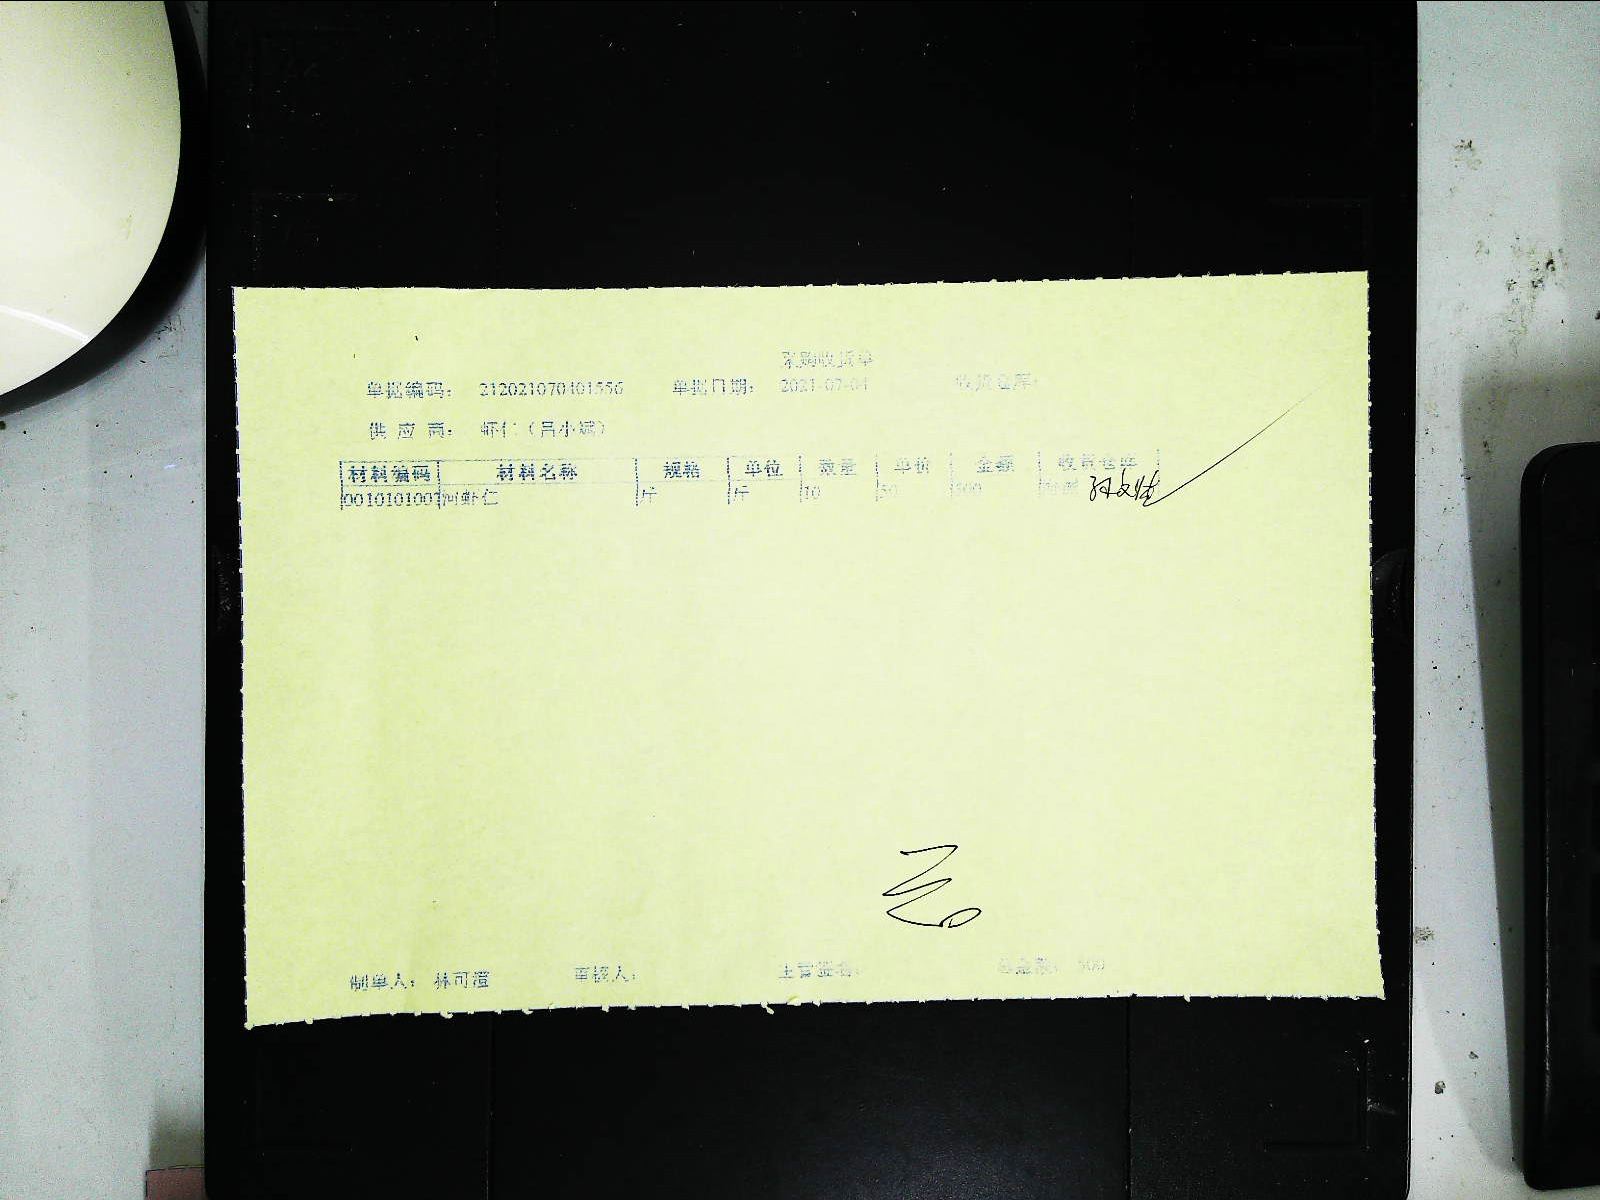 采购收货单
单据编码： 212021070401556 单据日期： 2021-07-04 收货仓库：
供 应 商： 虾仁（吕小斌）
材料编码 材料名称 规格 单位 数量 单价 金额 收货仓库
0010101001 河虾仁 斤 斤 10 50 500
制单人： 林可澄 审核人： 主管签名： 总金额： 500